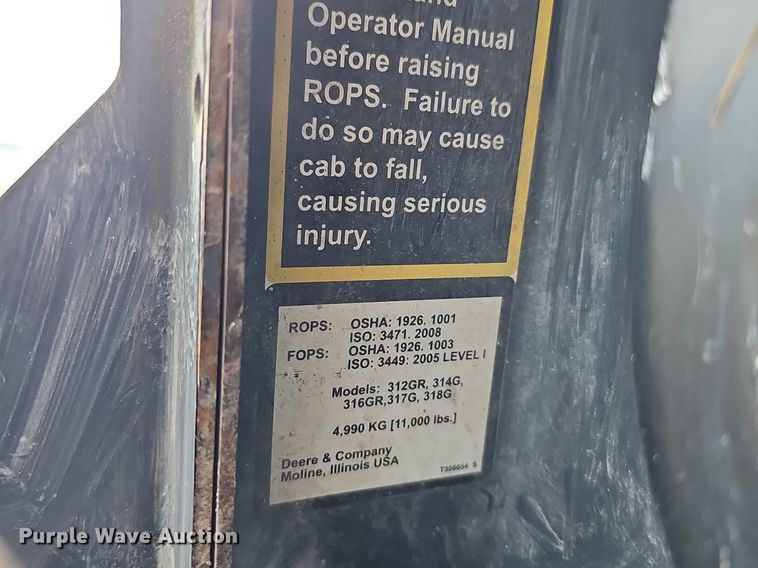 and
Operator Manual
before raising
ROPS. Failure to
do so may cause
cab to fall,
causing serious
injury.
ROPS: OSHA: 1926. 1001
ISO: 3471. 2008
FOPS: OSHA: 1926. 1003
ISO: 3449: 2005 LEVEL I
Models: 312GR, 314G,
316GR,317G, 318G
4,990 KG [11,000 lbs.]
Deere & Company
Moline, Illinois USA
T356654 S
Purple Wave Auction